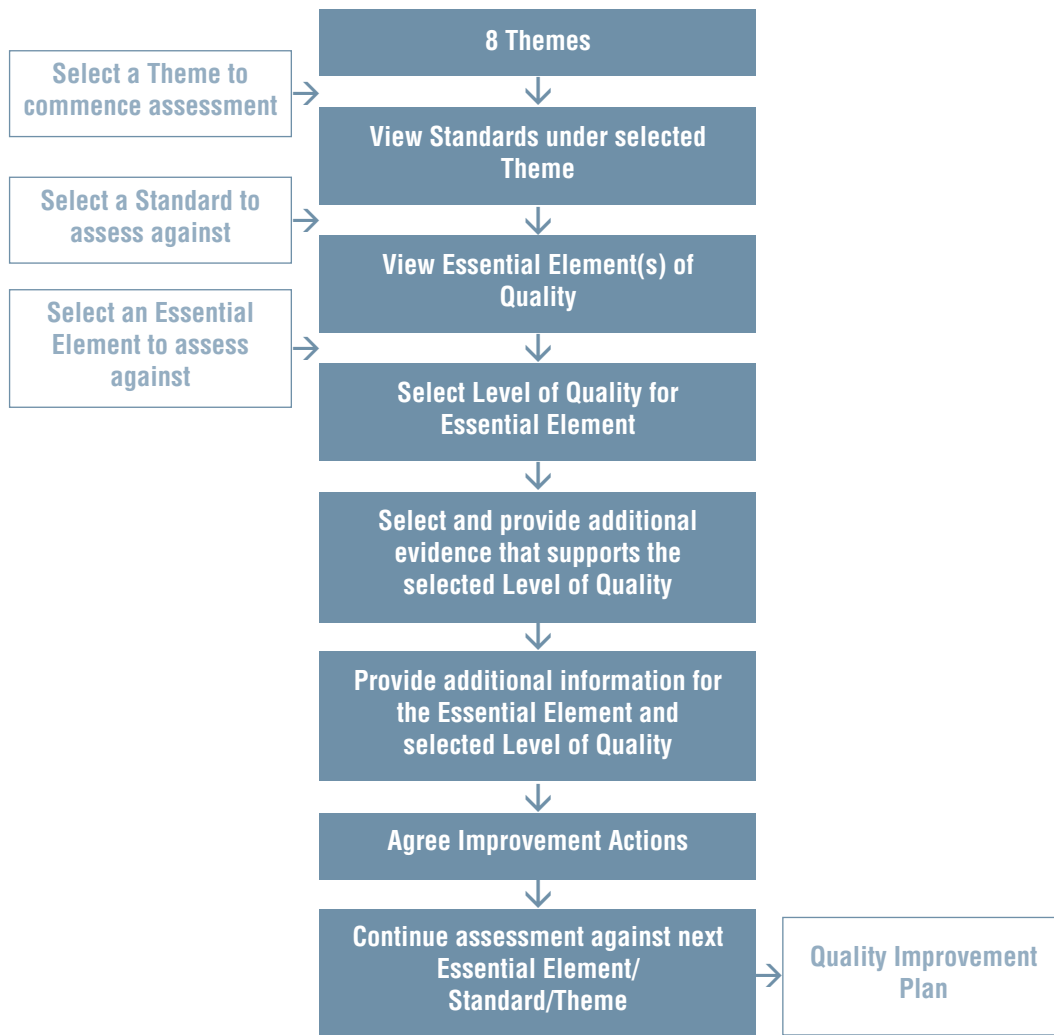 8 Themes
Select a Theme to
commence assessment
View Standards under selected
Theme
Select a Standard to
assess against
View Essential Element(s) of
Quality
Select an Essential
Element to assess
against
Select Level of Quality for
Essential Element
Select and provide additional
evidence that supports the
selected Level of Quality
Provide additional information for
the Essential Element and
selected Level of Quality
Agree Improvement Actions
Continue assessment against next
Essential Element/
Standard/Theme
Quality Improvement
Plan